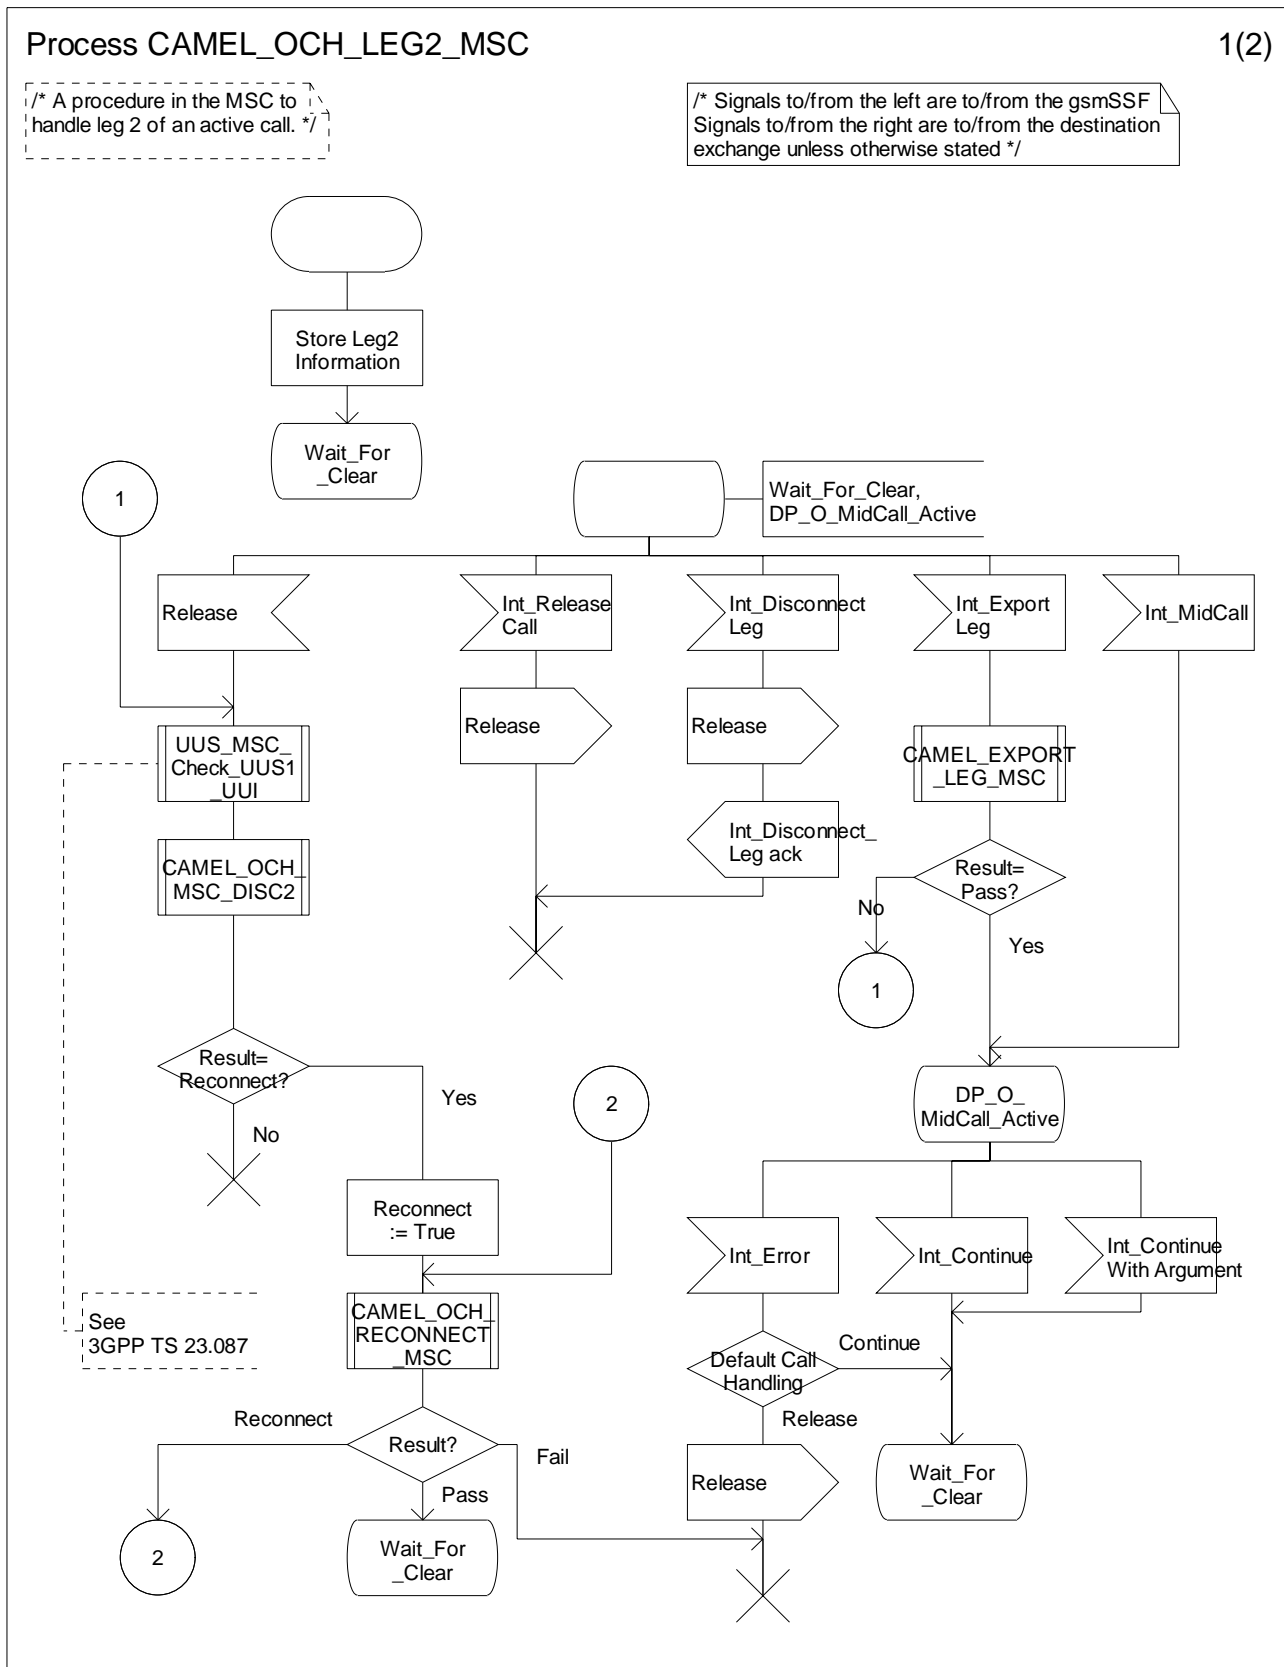 Process CAMEL_OCH_LEG2_MSC
1(2)
/* A procedure in the MSC to
handle leg 2 of an active call. */
/* Signals to/from the left are to/from the gsmSSF
Signals to/from the right are to/from the destination
exchange unless otherwise stated */
Store Leg2
Information
Wait_For
_Clear
1
Wait_For_Clear,
DP_O_MidCall_Active
Release
Int_Release
Call
Int_Disconnect
Leg
Int_Export
Leg
Int_MidCall
Release
Release
UUS_MSC_
Check_UUS1
_UUI
CAMEL_EXPORT
_LEG_MSC
Int_Disconnect_
Leg ack
CAMEL_OCH_
MSC_DISC2
Result=
Pass?
No
Yes
1
Result=
Reconnect?
Yes
No
2
DP_O_
MidCall_Active
Reconnect
:= True
Int_Error
Int_Continue
Int_Continue
With Argument
See
3GPP TS 23.087
CAMEL_OCH_
RECONNECT
_MSC
Default Call
Handling
Continue
Release
Reconnect
Result?
Fail
Pass
Release
Wait_For
_Clear
2
Wait_For
_Clear